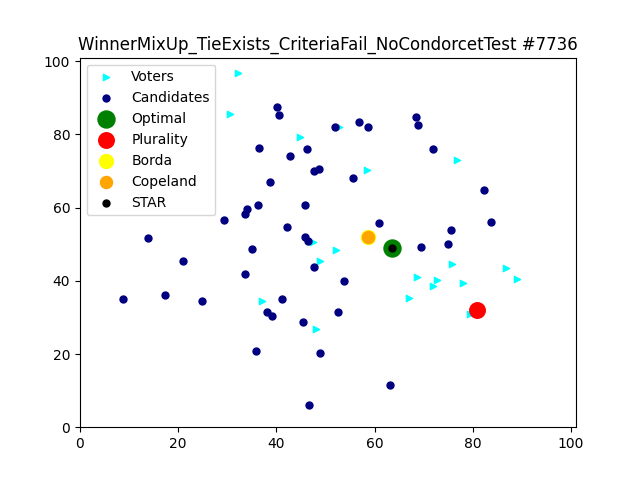 WinnerMixUp_TieExists_CriteriaFail_NoCondorcetTest #7736
100
80
60
40
20
0
Voters
Candidates
Optimal
Plurality
Borda
Copeland
STAR
0 20 40 60 80 100